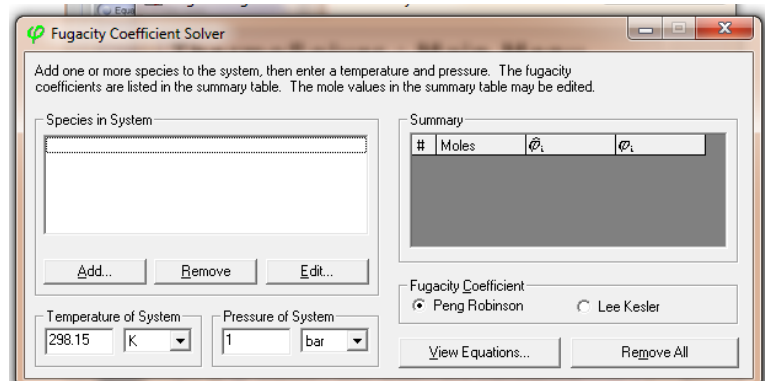 Fugacity Coefficient Solver
Add one or more species to the system, then enter a temperature and pressure. The fugacity
coefficients are listed in the summary table. The mole values in the summary table may be edited.
Species in System
Add...
Remove
Edit...
Summary
# Moles φ̂ᵢ φᵢ
Temperature of System
298.15 K
Pressure of System
1 bar
Fugacity Coefficient
Peng Robinson
Lee Kesler
View Equations...
Remove All